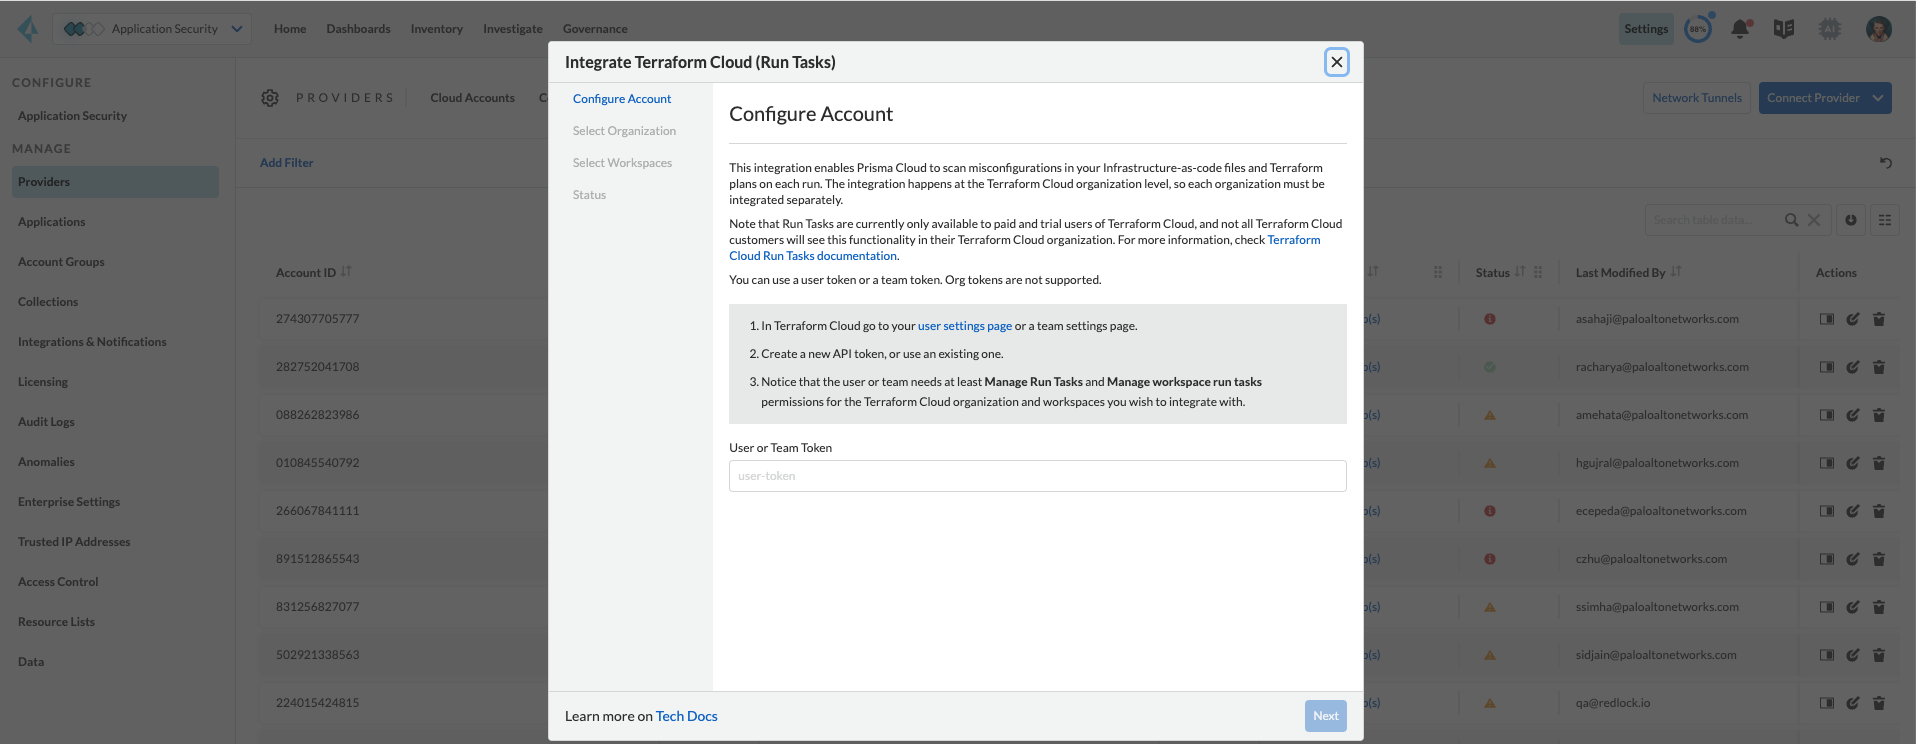 Application Security
Home
Dashboards
Inventory
Investigate
Governance
Settings
88%
AI
CONFIGURE
Application Security
MANAGE
Providers
Applications
Account Groups
Collections
Integrations & Notifications
Licensing
Audit Logs
Anomalies
Enterprise Settings
Trusted IP Addresses
Access Control
Resource Lists
Data
PROVIDERS
Cloud Accounts
Network Tunnels
Connect Provider
Add Filter
Search table data...
Account ID
Status
Last Modified By
Actions
274307705777
asahaji@paloaltonetworks.com
282752041708
racharya@paloaltonetworks.com
088262823986
amehata@paloaltonetworks.com
010845540792
hgujral@paloaltonetworks.com
266067841111
ecepeda@paloaltonetworks.com
891512865543
czhu@paloaltonetworks.com
831256827077
ssimha@paloaltonetworks.com
502921338563
sidjain@paloaltonetworks.com
224015424815
qa@redlock.io
Integrate Terraform Cloud (Run Tasks)
Configure Account
Select Organization
Select Workspaces
Status
Configure Account
This integration enables Prisma Cloud to scan misconfigurations in your Infrastructure-as-code files and Terraform
plans on each run. The integration happens at the Terraform Cloud organization level, so each organization must be
integrated separately.
Note that Run Tasks are currently only available to paid and trial users of Terraform Cloud, and not all Terraform Cloud
customers will see this functionality in their Terraform Cloud organization. For more information, check Terraform
Cloud Run Tasks documentation.
You can use a user token or a team token. Org tokens are not supported.
1. In Terraform Cloud go to your user settings page or a team settings page.
2. Create a new API token, or use an existing one.
3. Notice that the user or team needs at least Manage Run Tasks and Manage workspace run tasks
permissions for the Terraform Cloud organization and workspaces you wish to integrate with.
User or Team Token
user-token
Learn more on Tech Docs
Next